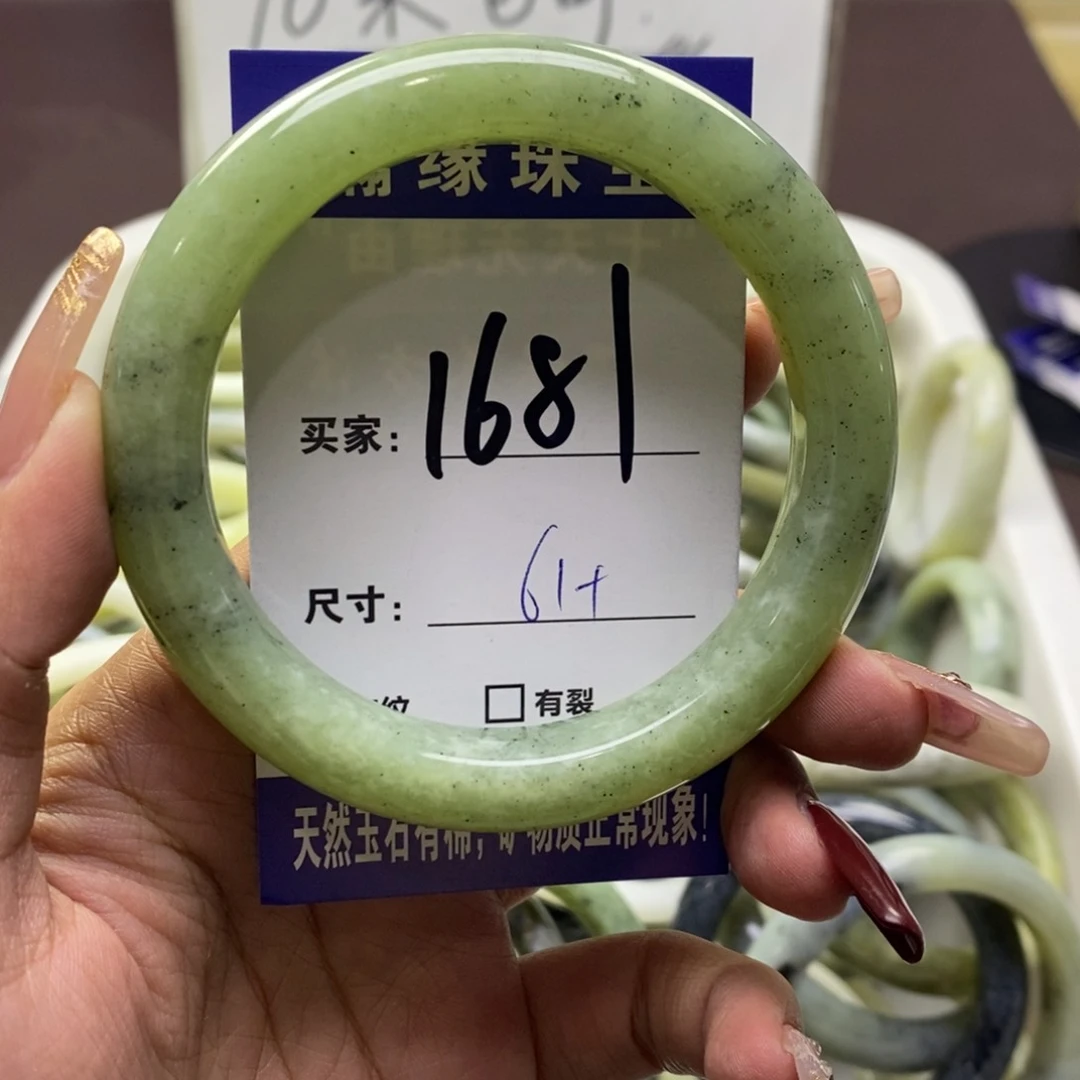 缘珠宝
买家: 1681
尺寸: 61+
纹 □有裂
天然玉石有棉,矿物质正常现象!